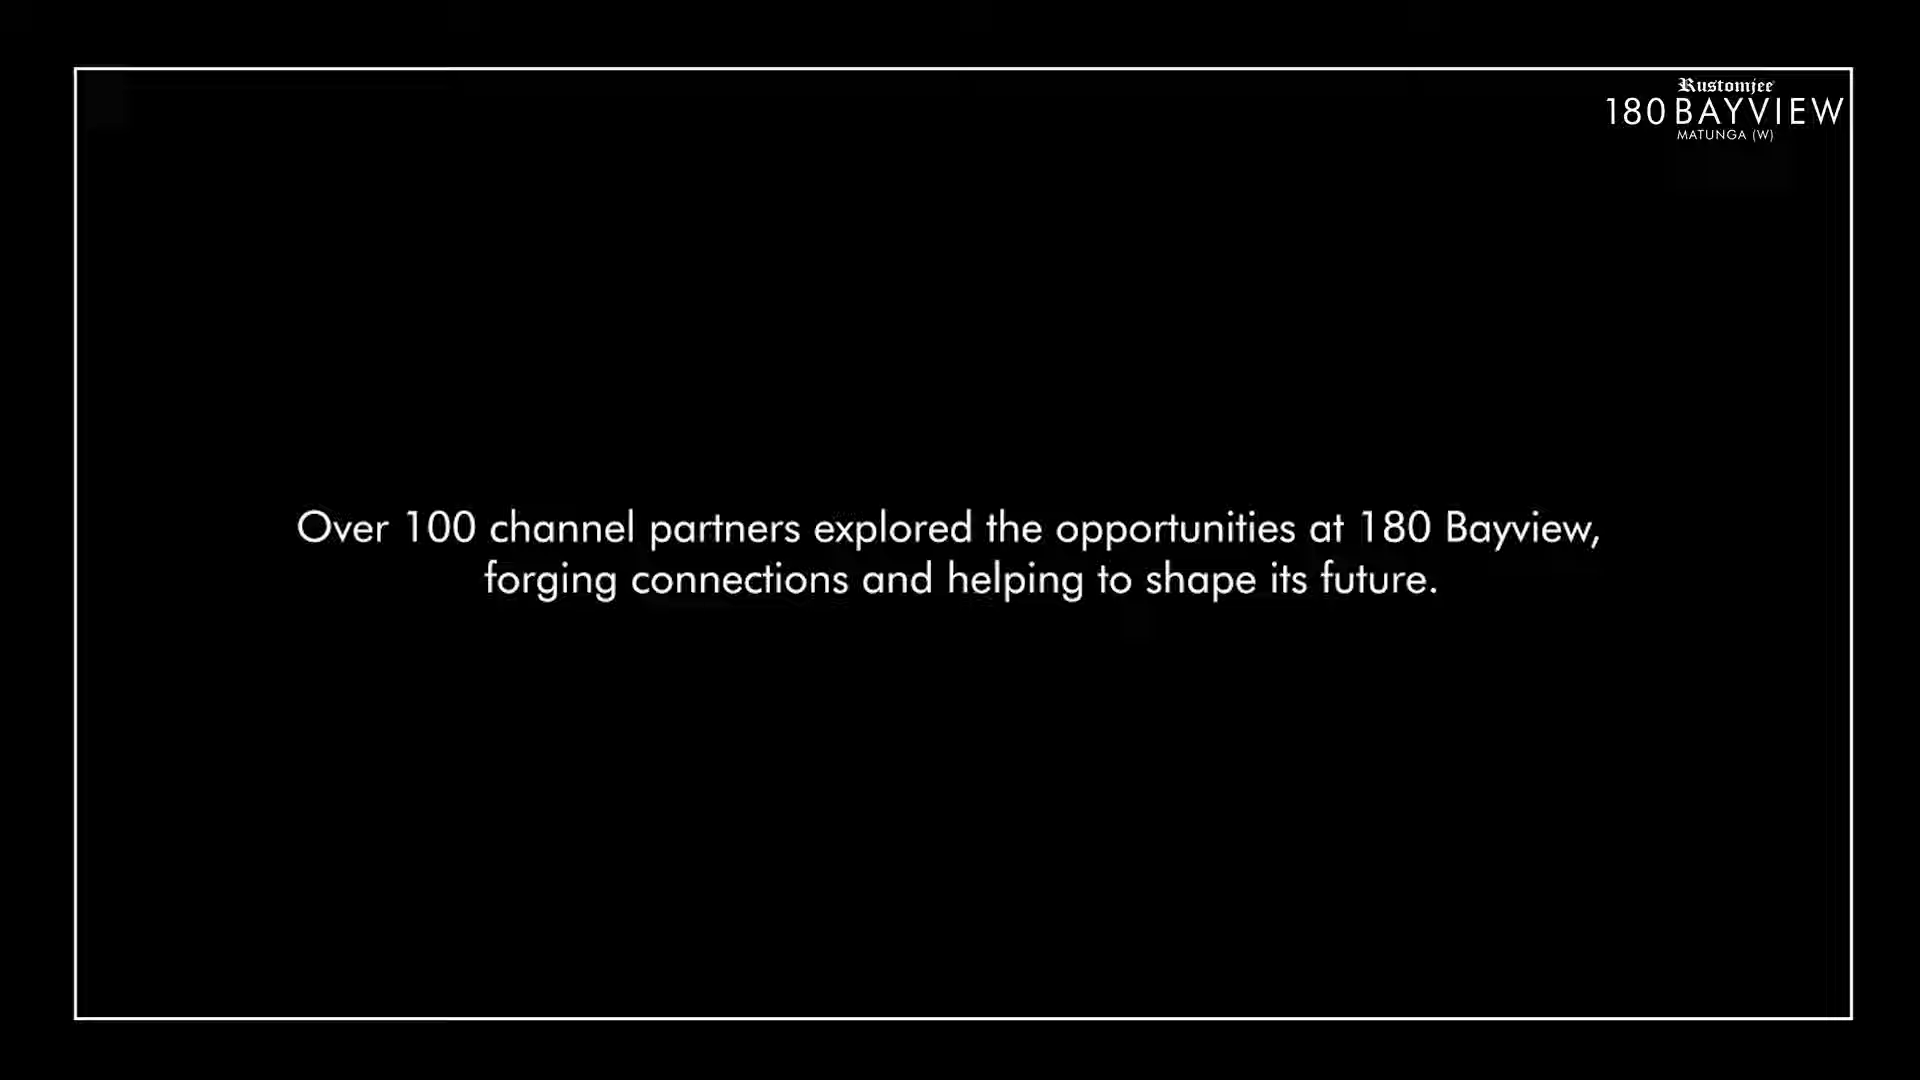 Rustomjee
180 BAYVIEW
MATUNGA (W)
Over 100 channel partners explored the opportunities at 180 Bayview,
forging connections and helping to shape its future.